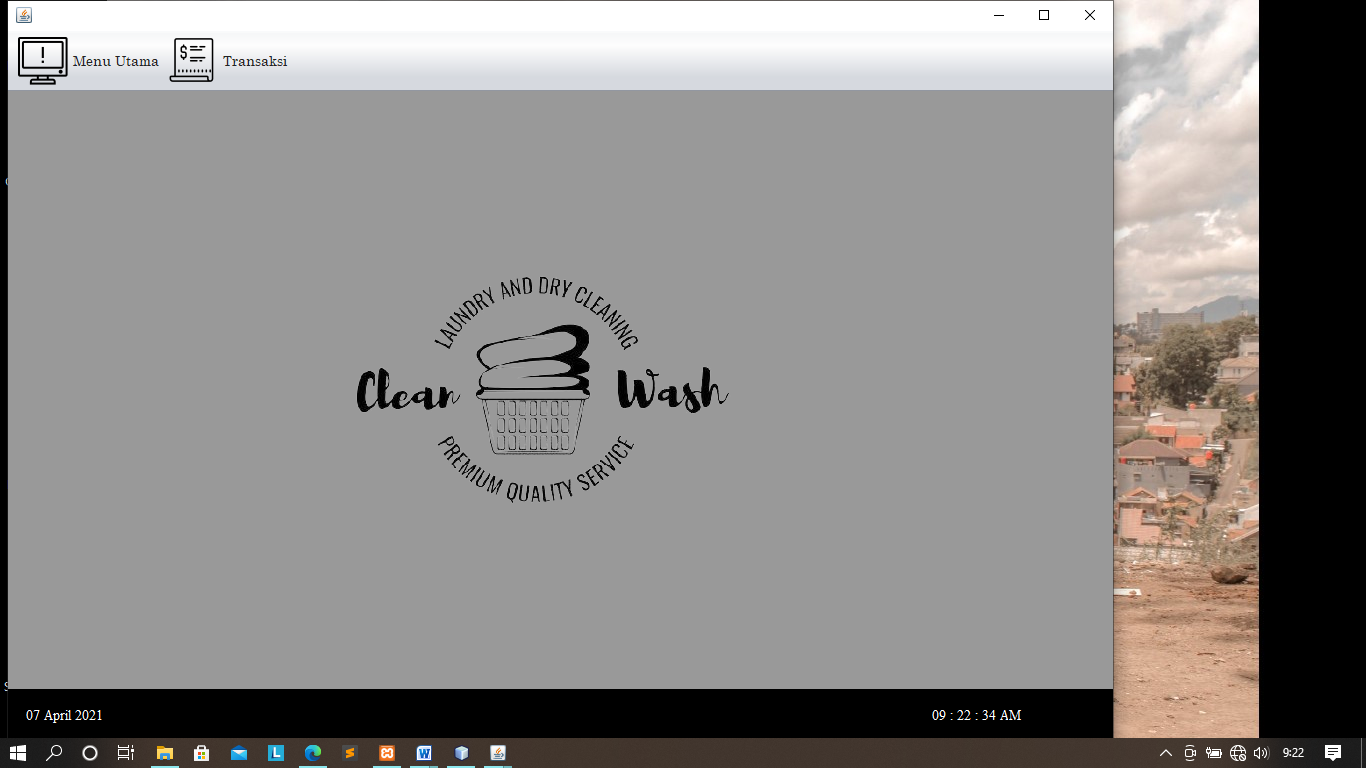 Menu Utama
Transaksi
LAUNDRY AND DRY CLEANING
Clean Wash
PREMIUM QUALITY SERVICE
07 April 2021
09 : 22 : 34 AM
9:22